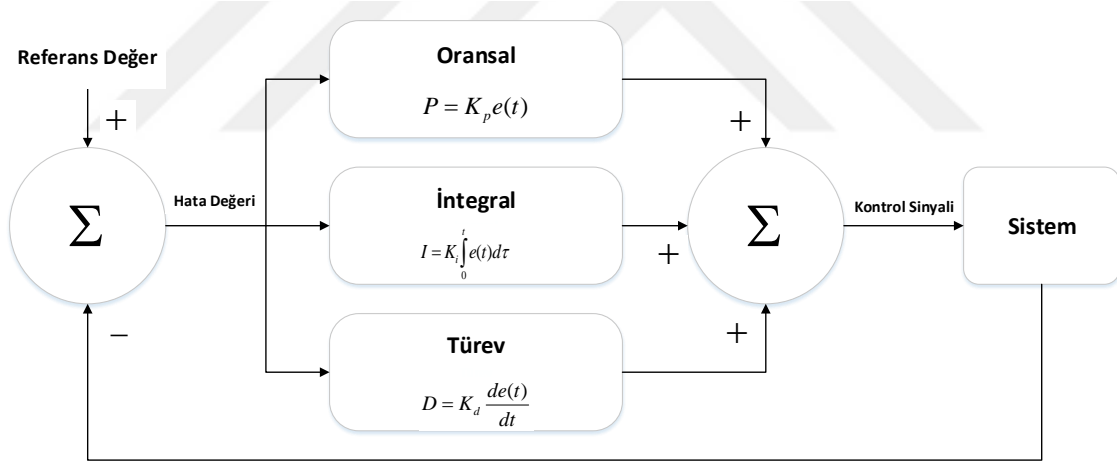 Referans Değer
+
Σ
−
Hata Değeri
Oransal
P = K_p e(t)
İntegral
I = K_i ∫_0^t e(t)dτ
Türev
D = K_d de(t)/dt
+
+
+
Σ
Kontrol Sinyali
Sistem